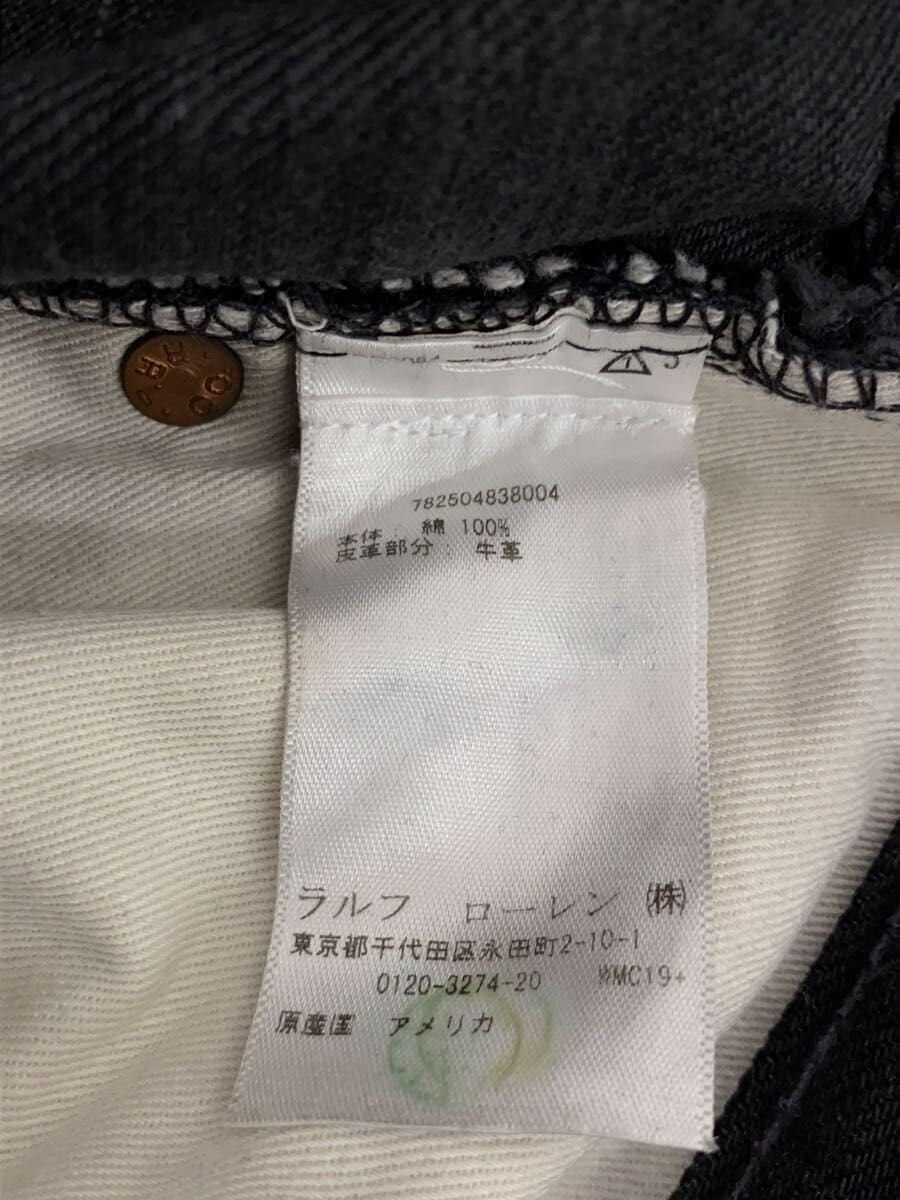 782504838004
本体 : 綿 100%
皮革部分 : 牛革
ラルフ ローレン ㈱
東京都千代田区永田町2-10-1
0120-3274-20 WMC19+
原産国 アメリカ